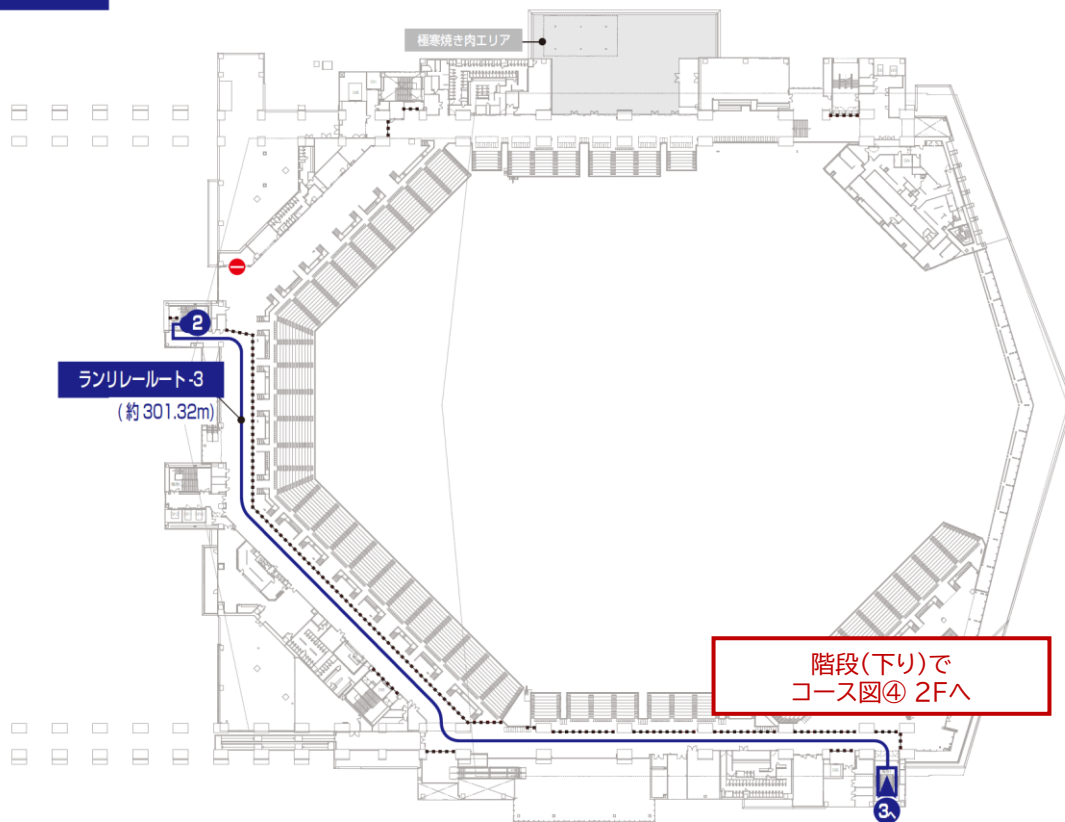 極寒焼き肉エリア
2
ランリレールート-3
(約301.32m)
階段(下り)で
コース図④ 2Fへ
3へ